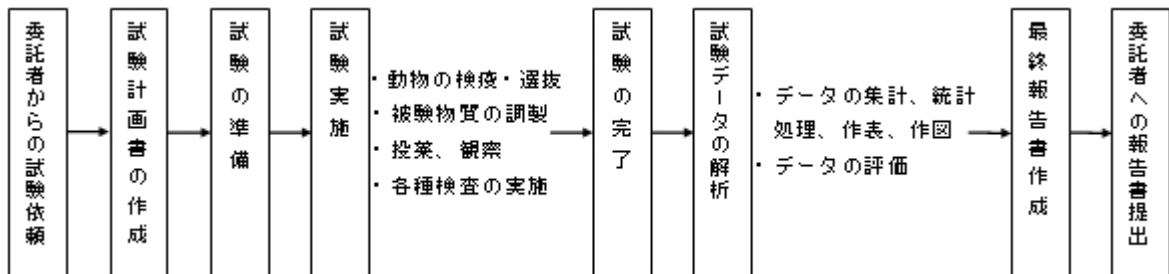 委託者からの試験依頼
試験計画書の作成
試験の準備
試験実施
・動物の検疫・選抜
・被験物質の調製
・投薬、観察
・各種検査の実施
試験の完了
試験データの解析
・データの集計、統計
処理、作表、作図
・データの評価
最終報告書作成
委託者への報告書提出